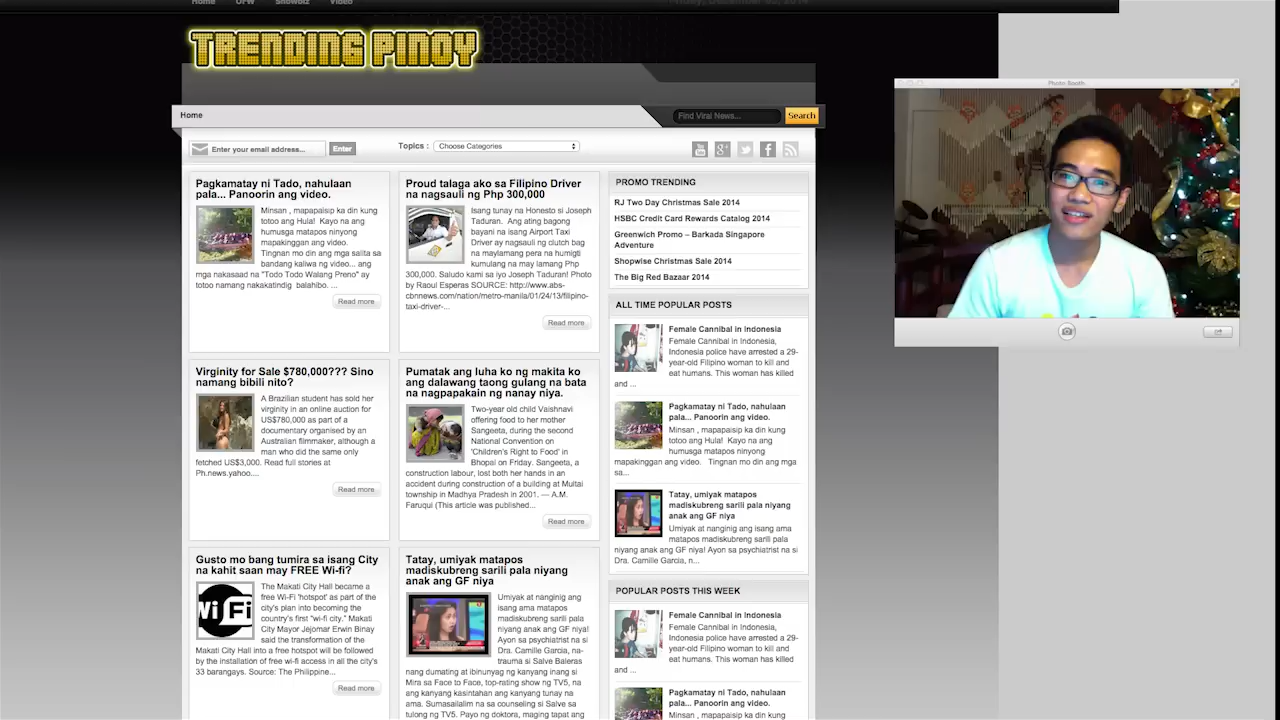 Home
OFW
Showbiz
Video
TRENDING PINOY
Home
Find Viral News...
Search
Enter your email address...
Enter
Topics :
Choose Categories
Pagkamatay ni Tado, nahulaan
pala... Panoorin ang video.
Minsan , mapapaisip ka din kung
totoo ang Hula! Kayo na ang
humusga matapos ninyong
mapakinggan ang video.
Tingnan mo din ang mga salita sa
bandang kaliwa ng video... ang
mga nakasaad na "Todo Todo Walang Preno" ay
totoo namang nakakatindig balahibo. ...
Read more
Proud talaga ako sa Filipino Driver
na nagsauli ng Php 300,000
Isang tunay na Honesto si Joseph
Taduran. Ang ating bagong
bayani na isang Airport Taxi
Driver ay nagsauli ng clutch bag
na may lamang pera na humigit
kumulang na may lamang Php
300,000. Saludo kami sa iyo Joseph Taduran! Photo
by Raoul Esperas SOURCE: http://www.abs-
cbnnews.com/nation/metro-manila/01/24/13/filipino-
taxi-driver-...
Read more
Virginity for Sale $780,000??? Sino
namang bibili nito?
A Brazilian student has sold her
virginity in an online auction for
US$780,000 as part of a
documentary organised by an
Australian filmmaker, although a
man who did the same only
fetched US$3,000. Read full stories at
Ph.news.yahoo....
Read more
Pumatak ang luha ko ng makita ko
ang dalawang taong gulang na bata
na nagpapakain ng nanay niya.
Two-year old child Vaishnavi
offering food to her mother
Sangeeta, during the second
National Convention on
'Children's Right to Food' in
Bhopal on FrIday. Sangeeta, a
construction labour, lost both her hands in an
accident during construction of a building at Multai
township in Madhya Pradesh in 2001. — A.M.
Faruqui (This article was published...
Read more
Gusto mo bang tumira sa isang City
na kahit saan may FREE Wi-fi?
Wi Fi
The Makati City Hall became a
free Wi-Fi 'hotspot' as part of the
city's plan into becoming the
country's first "wi-fi city." Makati
City Mayor Jejomar Erwin Binay
said the transformation of the
Makati City Hall into a free hotspot will be followed
by the installation of free wi-fi access in all the city's
33 barangays. Source: The Philippine...
Read more
Tatay, umiyak matapos
madiskubreng sarili pala niyang
anak ang GF niya
Umiyak at nanginig ang
isang ama matapos
madiskubreng sarili pala
niyang anak ang GF niya!
Ayon sa psychiatrist na si
Dra. Camille Garcia, na-
trauma si Salve Baleras
nang dumating at ibinunyag ng kanyang inang si
Mira sa Face to Face, top-rating show ng TV5, na
ang kanyang kasintahan ang kanyang tunay na
ama. Sumasailalim na sa counseling si Salve sa
tulong ng TV5. Payo ng doktora, maging tapat ang
PROMO TRENDING
RJ Two Day Christmas Sale 2014
HSBC Credit Card Rewards Catalog 2014
Greenwich Promo – Barkada Singapore
Adventure
Shopwise Christmas Sale 2014
The Big Red Bazaar 2014
ALL TIME POPULAR POSTS
Female Cannibal in Indonesia
Female Cannibal in Indonesia,
Indonesia police have arrested a 29-
year-old Filipino woman to kill and
eat humans. This woman has killed
and ...
Pagkamatay ni Tado, nahulaan
pala... Panoorin ang video.
Minsan , mapapaisip ka din kung
totoo ang Hula! Kayo na ang
humusga matapos ninyong
mapakinggan ang video. Tingnan mo din ang mga
sa...
Tatay, umiyak matapos
madiskubreng sarili pala niyang
anak ang GF niya
Umiyak at nanginig ang isang ama
matapos madiskubreng sarili pala
niyang anak ang GF niya! Ayon sa psychiatrist na si
Dra. Camille Garcia, n...
POPULAR POSTS THIS WEEK
Female Cannibal in Indonesia
Female Cannibal in Indonesia,
Indonesia police have arrested a 29-
year-old Filipino woman to kill and
eat humans. This woman has killed
and ...
Pagkamatay ni Tado, nahulaan
pala... Panoorin ang video.
Minsan , mapapaisip ka din kung
Photo Booth